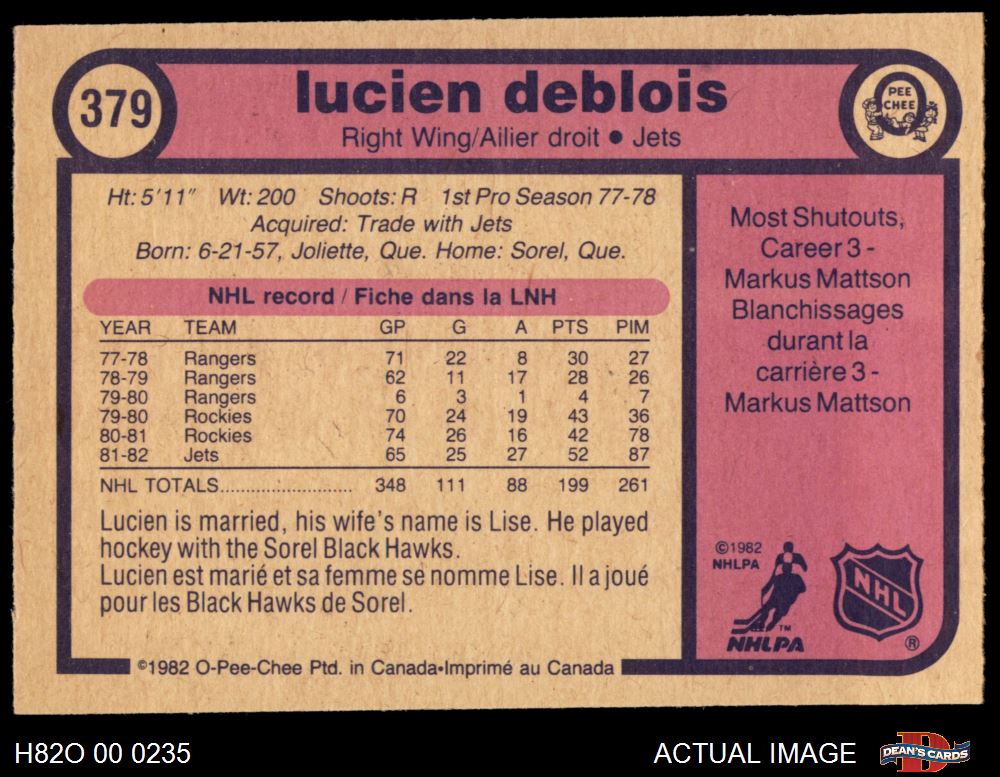 379
lucien deblois
Right Wing/Ailier droit ● Jets
PEE
CHEE
Ht: 5'11" Wt: 200 Shoots: R 1st Pro Season 77-78
Acquired: Trade with Jets
Born: 6-21-57, Joliette, Que. Home: Sorel, Que.
NHL record / Fiche dans la LNH
YEAR TEAM GP G A PTS PIM
77-78 Rangers 71 22 8 30 27
78-79 Rangers 62 11 17 28 26
79-80 Rangers 6 3 1 4 7
79-80 Rockies 70 24 19 43 36
80-81 Rockies 74 26 16 42 78
81-82 Jets 65 25 27 52 87
NHL TOTALS........................... 348 111 88 199 261
Lucien is married, his wife's name is Lise. He played
hockey with the Sorel Black Hawks.
Lucien est marié et sa femme se nomme Lise. Il a joué
pour les Black Hawks de Sorel.
©1982 O-Pee-Chee Ptd. in Canada•Imprimé au Canada
Most Shutouts,
Career 3 -
Markus Mattson
Blanchissages
durant la
carrière 3 -
Markus Mattson
©1982
NHLPA
TM
NHLPA
NHL
®
H82O 00 0235
ACTUAL IMAGE
D
DEAN'S CARDS